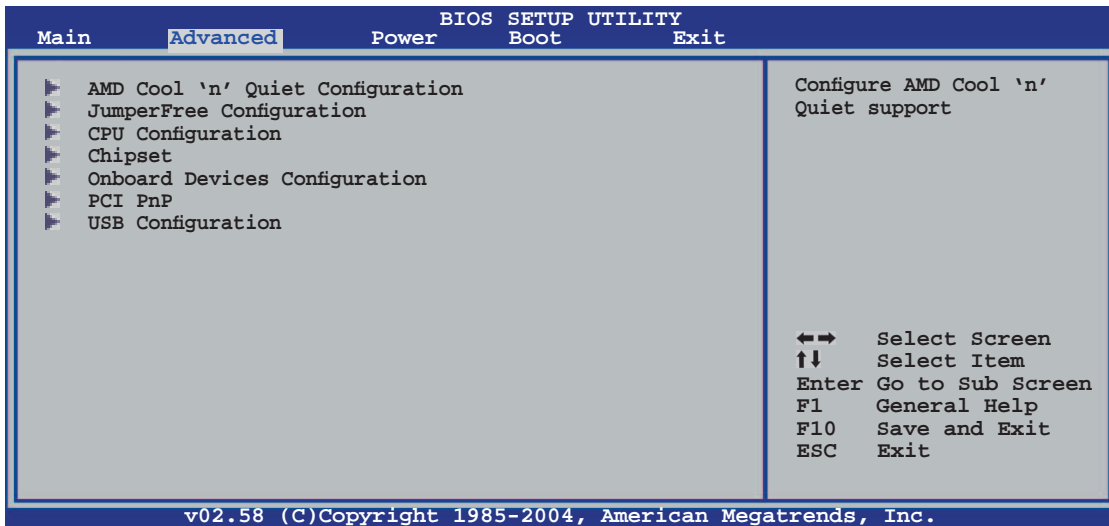 BIOS SETUP UTILITY
Main Advanced Power Boot Exit
AMD Cool ‘n’ Quiet Configuration
JumperFree Configuration
CPU Configuration
Chipset
Onboard Devices Configuration
PCI PnP
USB Configuration
Configure AMD Cool ‘n’
Quiet support
←→ Select Screen
↑↓ Select Item
Enter Go to Sub Screen
F1 General Help
F10 Save and Exit
ESC Exit
v02.58 (C)Copyright 1985-2004, American Megatrends, Inc.